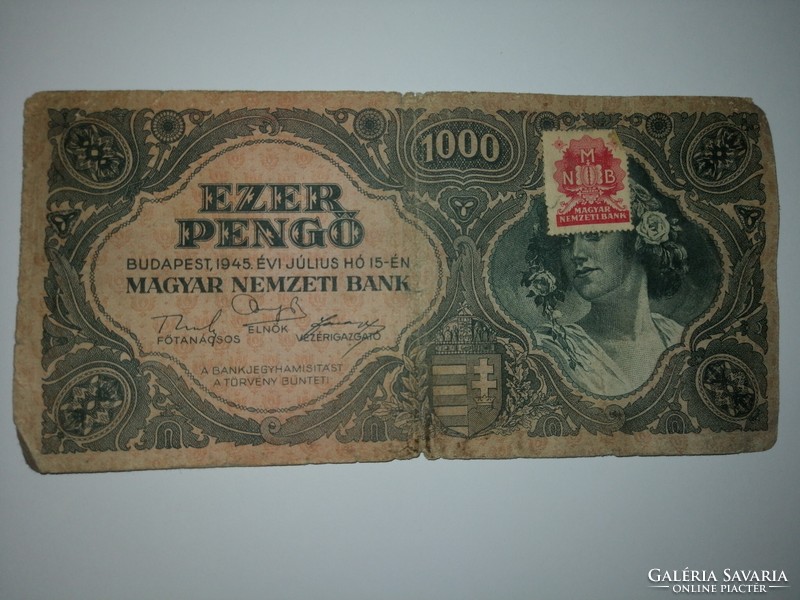 1000
EZER
PENGŐ
BUDAPEST, 1945. ÉVI JÚLIUS HÓ 15-ÉN
MAGYAR NEMZETI BANK
ELNÖK
FŐTANÁCSOS VEZÉRIGAZGATÓ
A BANKJEGYHAMISITÁST
A TÖRVÉNY BÜNTETI
M
N B
MAGYAR
NEMZETI BANK
GALÉRIA SAVARIA
ONLINE PIACTÉR